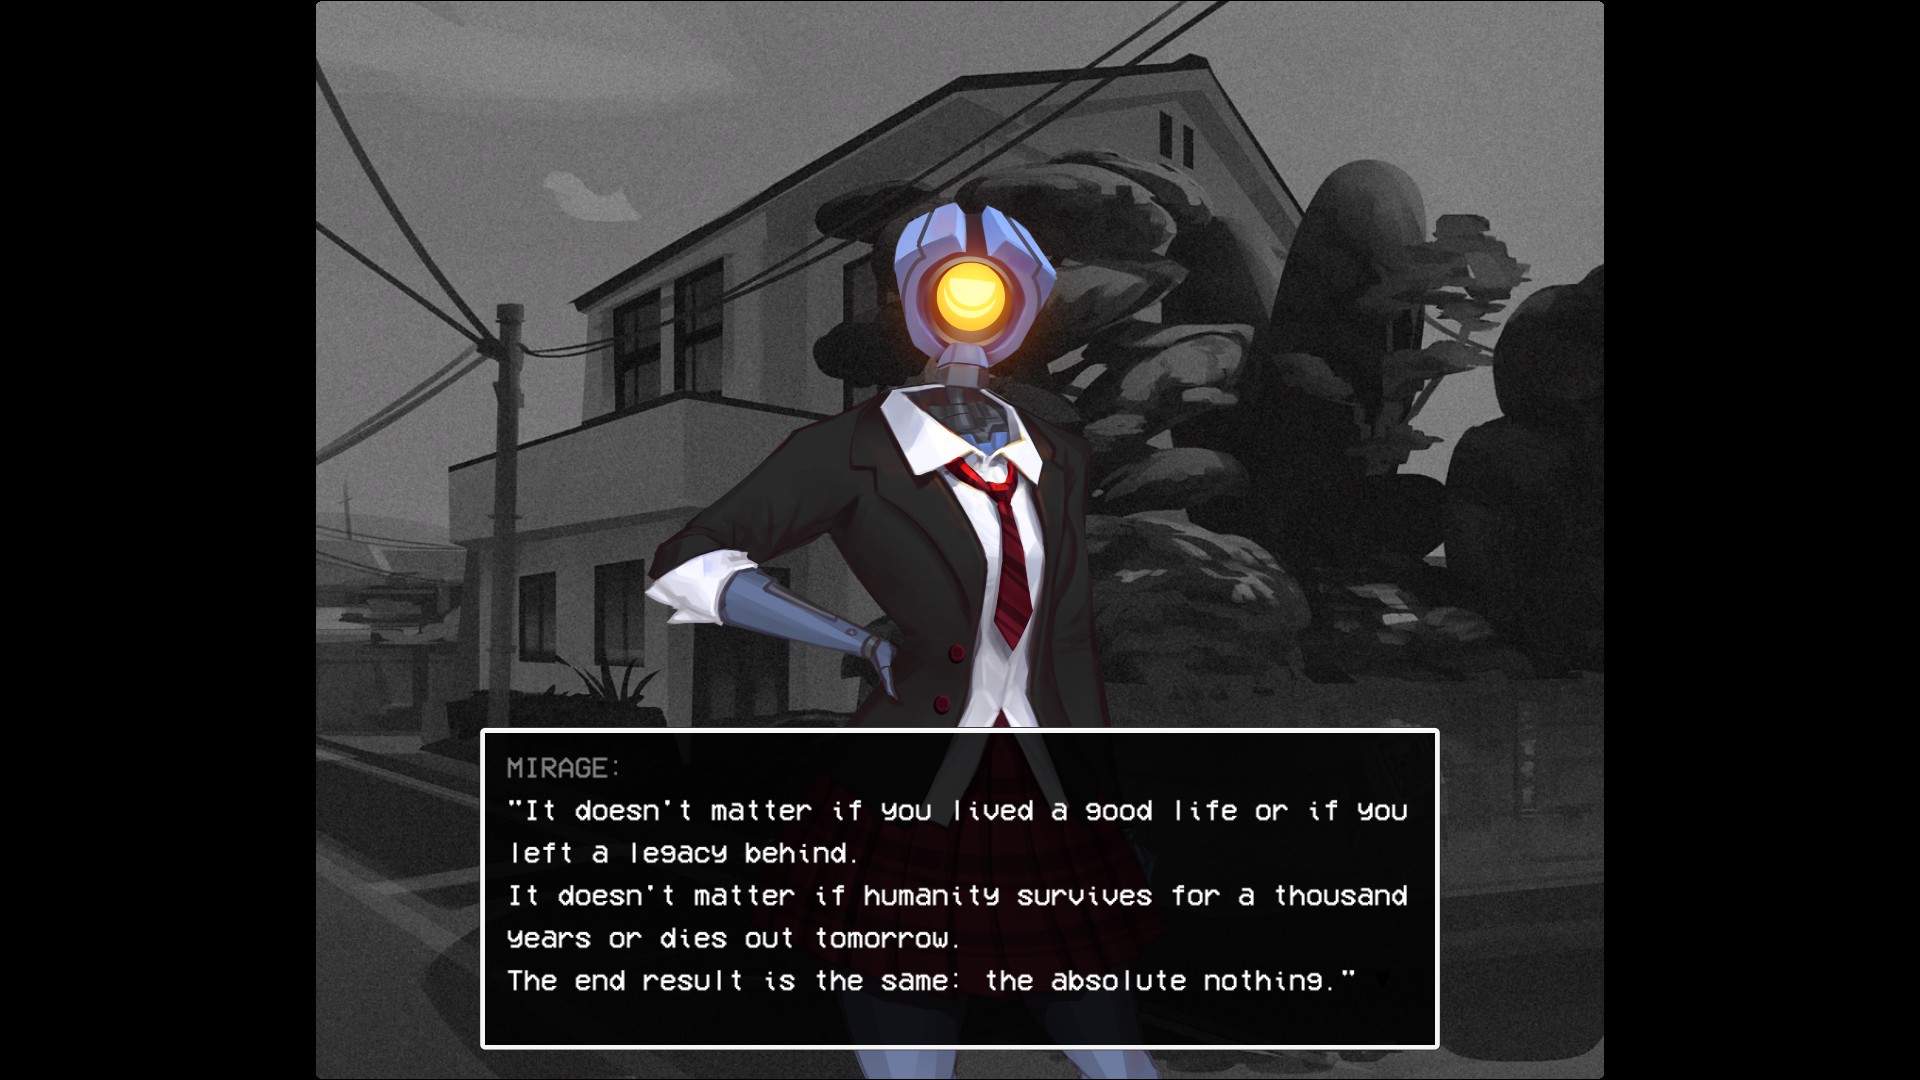 MIRAGE:
"It doesn't matter if you lived a good life or if you
left a legacy behind.
It doesn't matter if humanity survives for a thousand
years or dies out tomorrow.
The end result is the same: the absolute nothing."